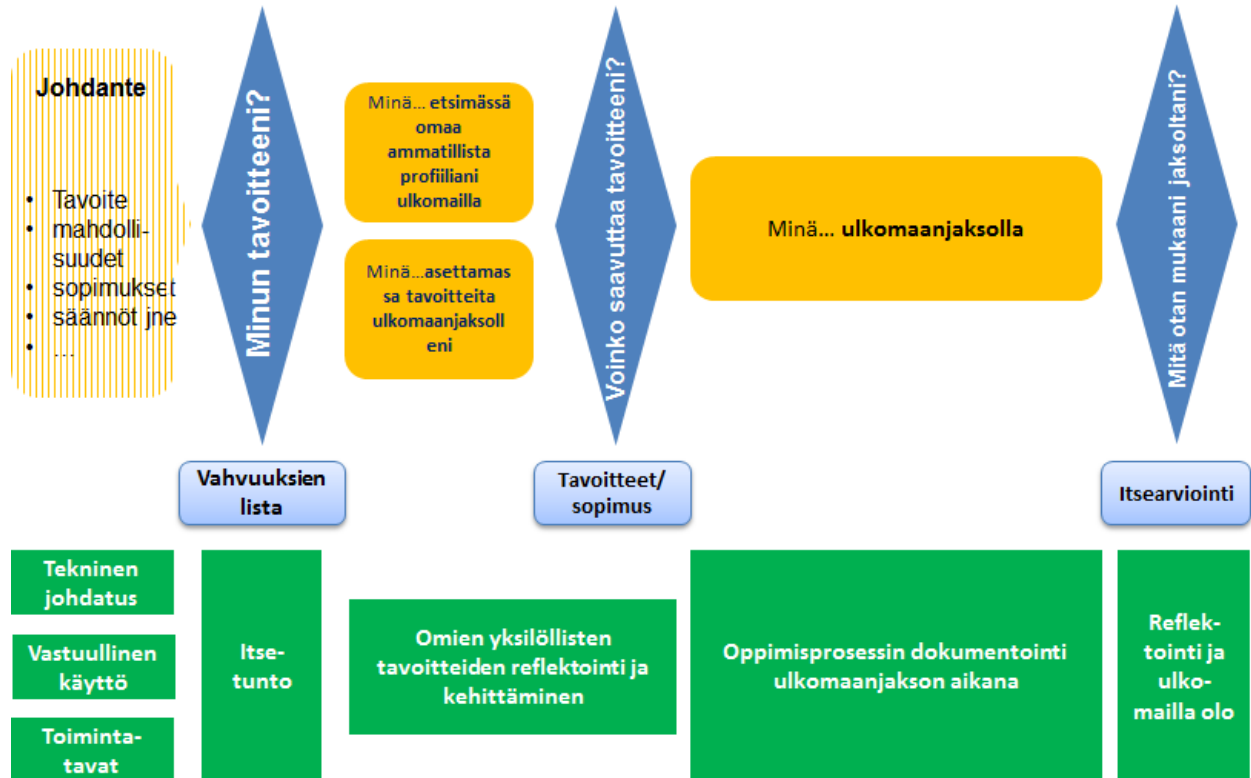 Johdante
• Tavoite
• mahdolli-
suudet
• sopimukset
• säännöt jne
• ...
Minun tavoitteeni?
Minä... etsimässä
omaa
ammatillista
profiiliani
ulkomailla
Minä...asettamas
sa tavoitteita
ulkomaanjaksoll
eni
Voinko saavuttaa tavoitteeni?
Minä... ulkomaanjaksolla
Mitä otan mukaani jaksoltani?
Vahvuuksien
lista
Tavoitteet/
sopimus
Itsearviointi
Tekninen
johdatus
Vastuullinen
käyttö
Toiminta-
tavat
Itse-
tunto
Omien yksilöllisten
tavoitteiden reflektointi ja
kehittäminen
Oppimisprosessin dokumentointi
ulkomaanjakson aikana
Reflek-
tointi ja
ulko-
mailla olo